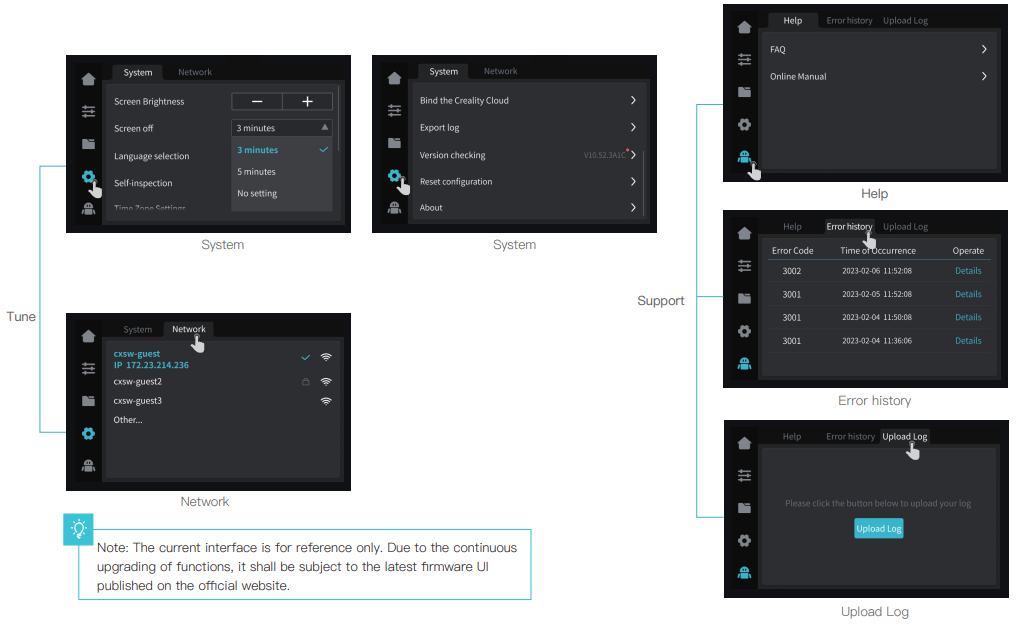 Tune
System Network
Screen Brightness
Screen off 3 minutes
3 minutes
Language selection
5 minutes
Self-inspection
No setting
Time Zone Settings
System
System Network
Bind the Creality Cloud
Export log
Version checking V10.52.3A1C
Reset configuration
About
System
System Network
cxsw-guest
IP 172.23.214.236
cxsw-guest2
cxsw-guest3
Other...
Network
Note: The current interface is for reference only. Due to the continuous
upgrading of functions, it shall be subject to the latest firmware UI
published on the official website.
Support
Help Error history Upload Log
FAQ
Online Manual
Help
Help Error history Upload Log
Error Code Time of Occurrence Operate
3002 2023-02-06 11:52:08 Details
3001 2023-02-05 11:52:08 Details
3001 2023-02-04 11:50:08 Details
3001 2023-02-04 11:36:06 Details
Error history
Help Error history Upload Log
Please click the button below to upload your log
Upload Log
Upload Log